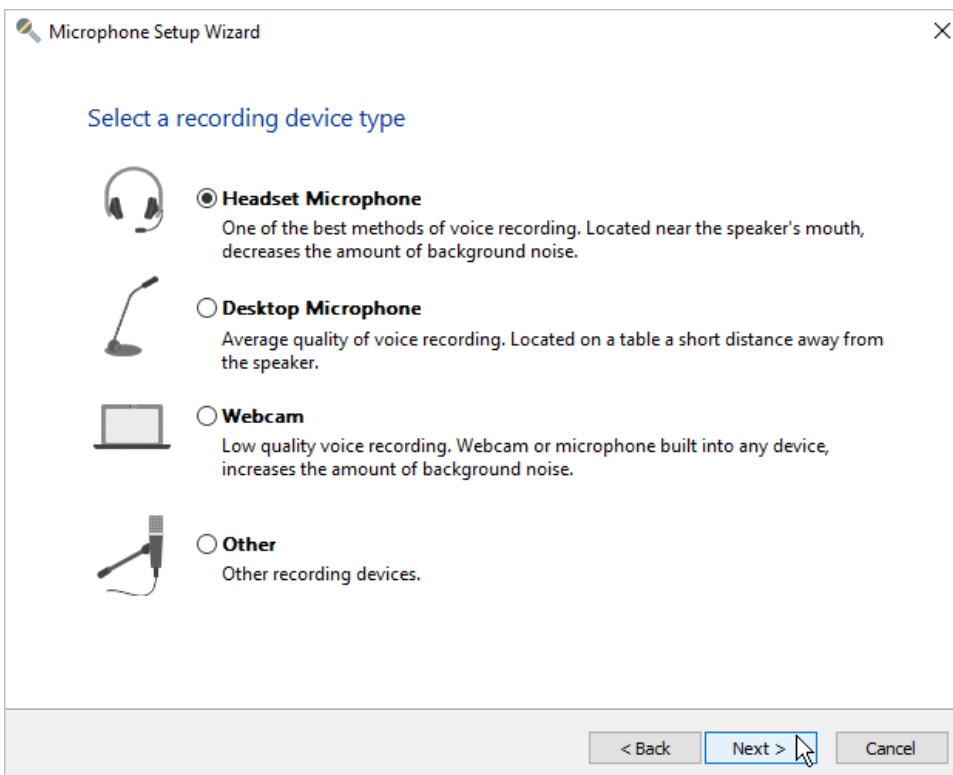 Microphone Setup Wizard
Select a recording device type
Headset Microphone
One of the best methods of voice recording. Located near the speaker's mouth,
decreases the amount of background noise.
Desktop Microphone
Average quality of voice recording. Located on a table a short distance away from
the speaker.
Webcam
Low quality voice recording. Webcam or microphone built into any device,
increases the amount of background noise.
Other
Other recording devices.
< Back Next > Cancel